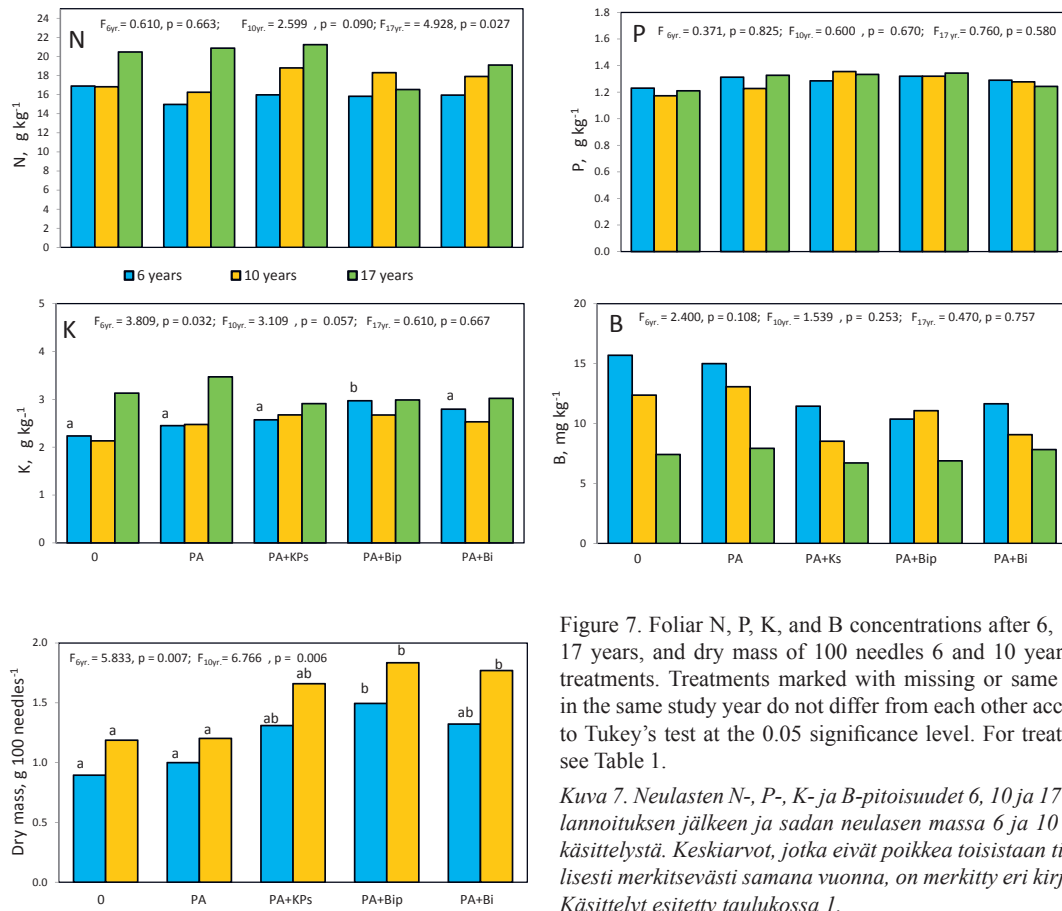 N
F6yr. = 0.610, p = 0.663; F10yr. = 2.599 , p = 0.090; F17yr. = = 4.928, p = 0.027
24
22
20
18
16
14
12
10
8
6
4
2
0
N, g kg-1
6 years 10 years 17 years
P
F 6yr. = 0.371, p = 0.825; F10yr. = 0.600 , p = 0.670; F17 yr. = 0.760, p = 0.580
1.8
1.6
1.4
1.2
1.0
0.8
0.6
0.4
0.2
0.0
P, g kg-1
K
F6yr. = 3.809, p = 0.032; F10yr. = 3.109 , p = 0.057; F17yr. = 0.610, p = 0.667
5
4
3
2
1
0
K, g kg-1
a a a b a
0 PA PA+KPs PA+Bip PA+Bi
B
F6yr. = 2.400, p = 0.108; F10yr. = 1.539 , p = 0.253; F17yr. = 0.470, p = 0.757
20
15
10
5
0
B, mg kg-1
0 PA PA+Ks PA+Bip PA+Bi
F6yr. = 5.833, p = 0.007; F10yr. = 6.766 , p = 0.006
2.0
1.5
1.0
0.5
0.0
Dry mass, g 100 needles-1
a a a a ab ab b b ab b
0 PA PA+KPs PA+Bip PA+Bi
Figure 7. Foliar N, P, K, and B concentrations after 6,
17 years, and dry mass of 100 needles 6 and 10 year
treatments. Treatments marked with missing or same
in the same study year do not differ from each other acc
to Tukey's test at the 0.05 significance level. For treat
see Table 1.
Kuva 7. Neulasten N-, P-, K- ja B-pitoisuudet 6, 10 ja 17
lannoituksen jälkeen ja sadan neulasen massa 6 ja 10
käsittelystä. Keskiarvot, jotka eivät poikkea toisistaan ti
lisesti merkitsevästi samana vuonna, on merkitty eri kirj
Käsittelyt esitetty taulukossa 1.